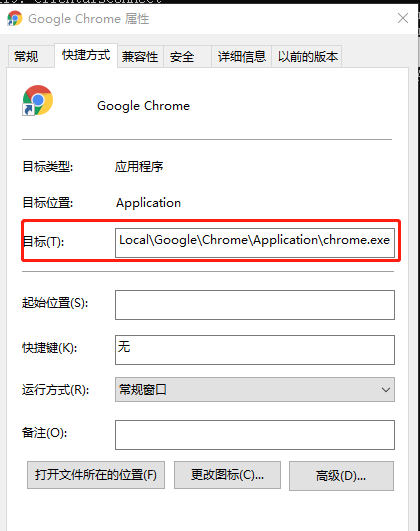 Google Chrome 属性
常规 快捷方式 兼容性 安全 详细信息 以前的版本
Google Chrome
目标类型: 应用程序
目标位置: Application
目标(T): Local\Google\Chrome\Application\chrome.exe
起始位置(S):
快捷键(K): 无
运行方式(R): 常规窗口
备注(O):
打开文件所在的位置(F) 更改图标(C)... 高级(D)...